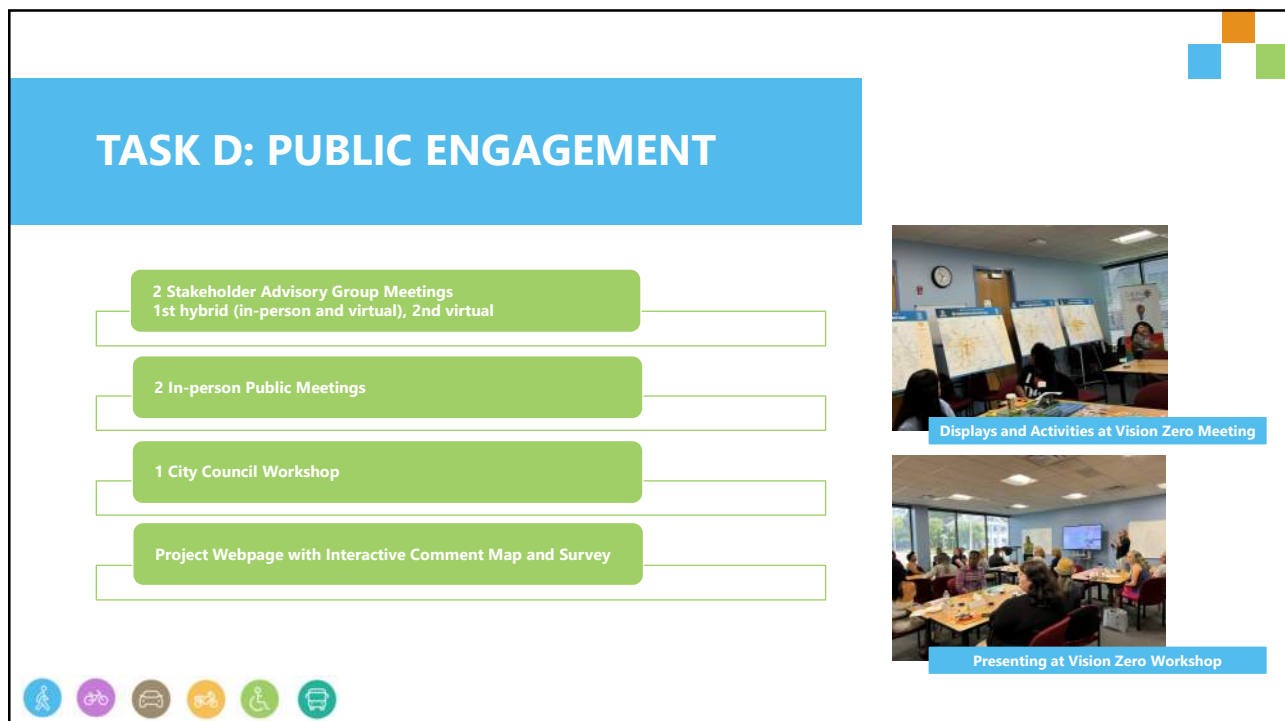 TASK D: PUBLIC ENGAGEMENT
2 Stakeholder Advisory Group Meetings
1st hybrid (in-person and virtual), 2nd virtual
2 In-person Public Meetings
1 City Council Workshop
Project Webpage with Interactive Comment Map and Survey
Displays and Activities at Vision Zero Meeting
Presenting at Vision Zero Workshop